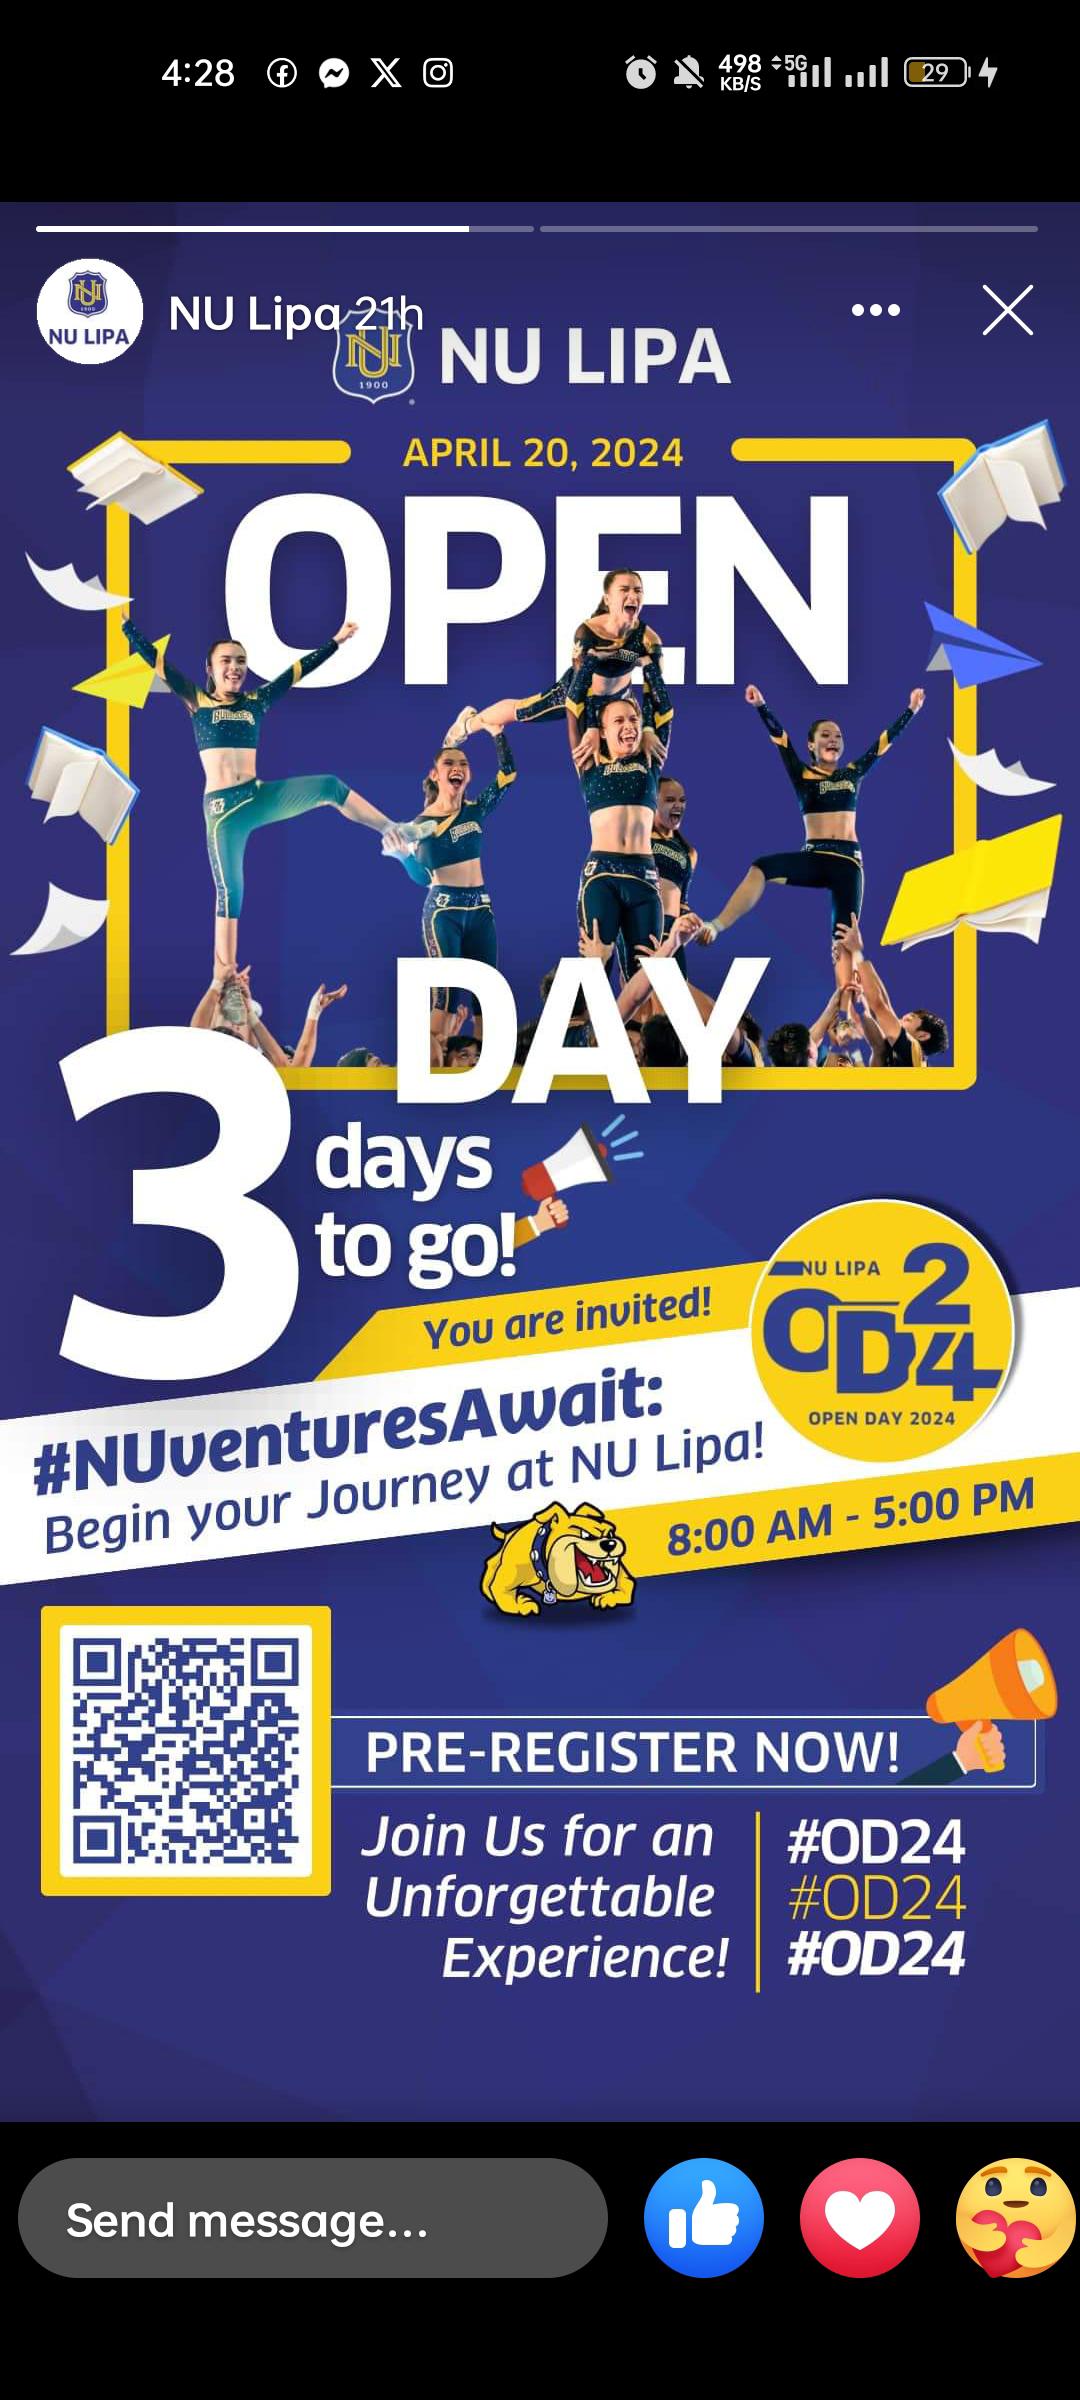 4:28
498
KB/S
5G
29
NU Lipa 21h
NU LIPA
1900
NU LIPA
1900
APRIL 20, 2024
OPEN
DAY
3
days
to go!
You are invited!
NU LIPA
OD24
OPEN DAY 2024
#NUventuresAwait:
Begin your Journey at NU Lipa!
8:00 AM - 5:00 PM
PRE-REGISTER NOW!
Join Us for an
Unforgettable
Experience!
#OD24
#OD24
#OD24
Send message...